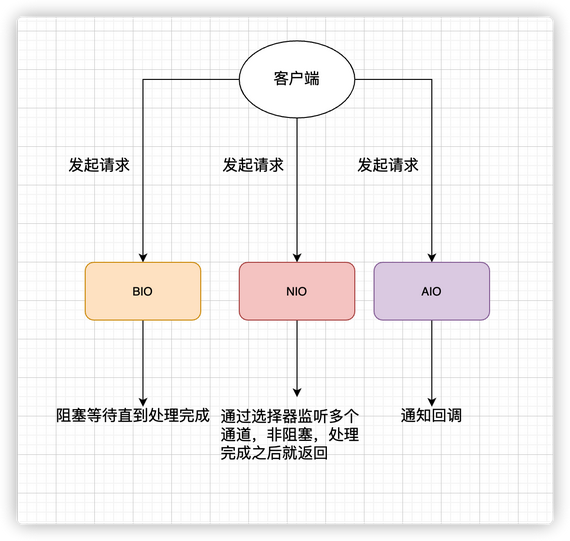 客户端
发起请求
发起请求
发起请求
BIO
NIO
AIO
阻塞等待直到处理完成
通过选择器监听多个
通道，非阻塞，处理
完成之后就返回
通知回调